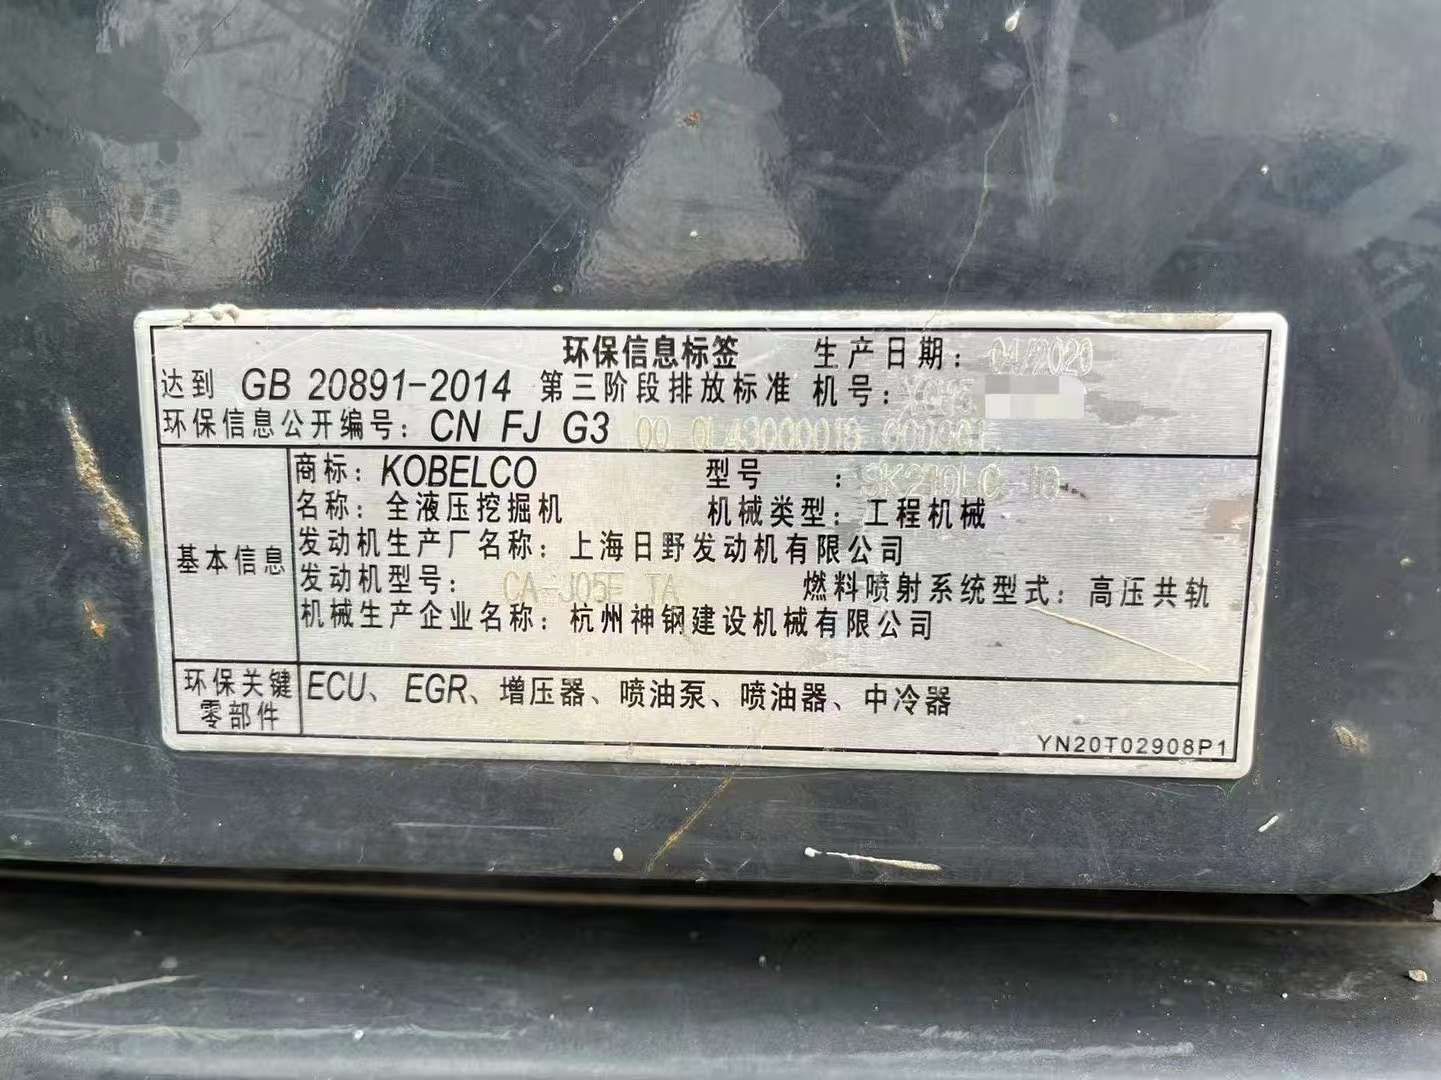 环保信息标签 生产日期: 04/2020
达到 GB 20891-2014 第三阶段排放标准 机号:
环保信息公开编号: CN FJ G3 00
商标: KOBELCO 型号 : SK210LC-10
名称: 全液压挖掘机 机械类型: 工程机械
基本信息
发动机生产厂名称: 上海日野发动机有限公司
发动机型号: CA-J05E TA 燃料喷射系统型式: 高压共轨
机械生产企业名称: 杭州神钢建设机械有限公司
环保关键零部件
ECU、EGR、增压器、喷油泵、喷油器、中冷器
YN20T02908P1